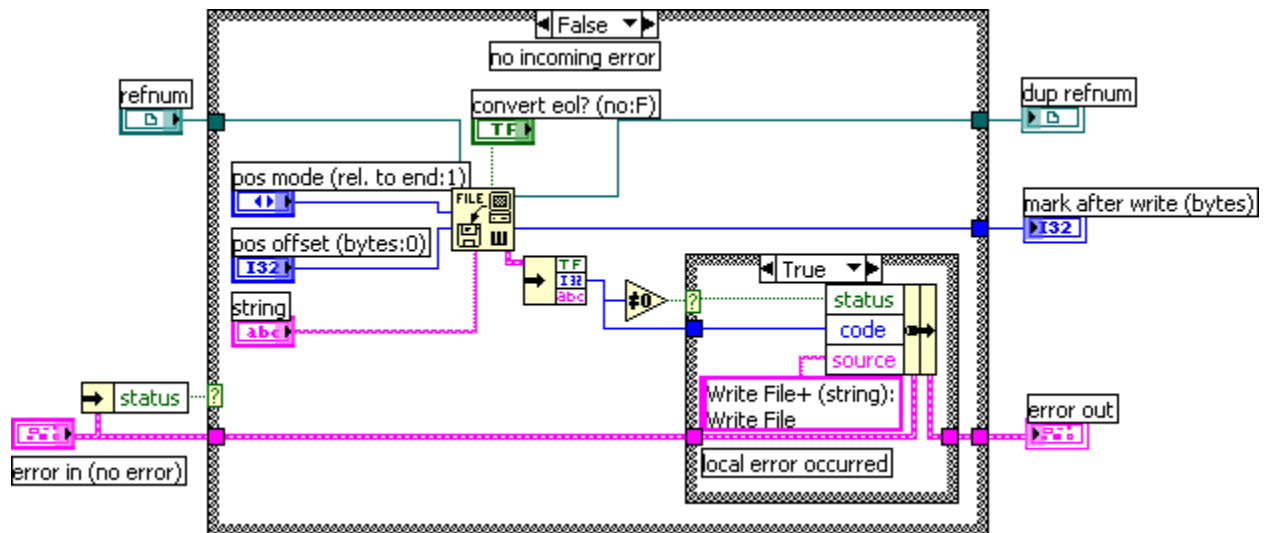 False
no incoming error
refnum
convert eol? (no:F)
TF
dup refnum
pos mode (rel. to end:1)
FILE
mark after write (bytes)
I32
pos offset (bytes:0)
I32
TF
I32
abc
True
string
abc
≠0
?
status
code
source
Write File+ (string):
Write File
status
?
error out
error in (no error)
local error occurred